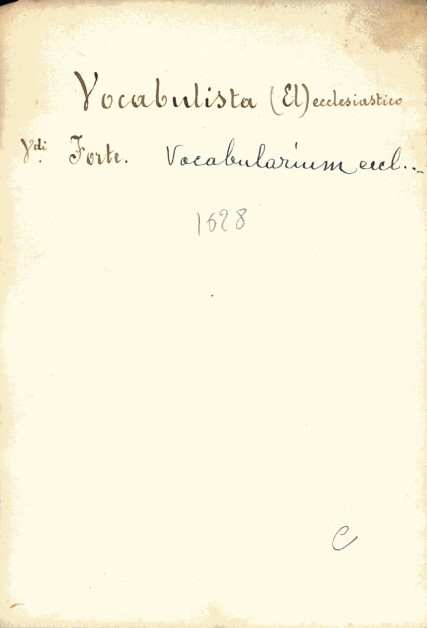 Vocabulista (El) ecclesiastico
Vdi Forte. Vocabularium eccl...
1628
C